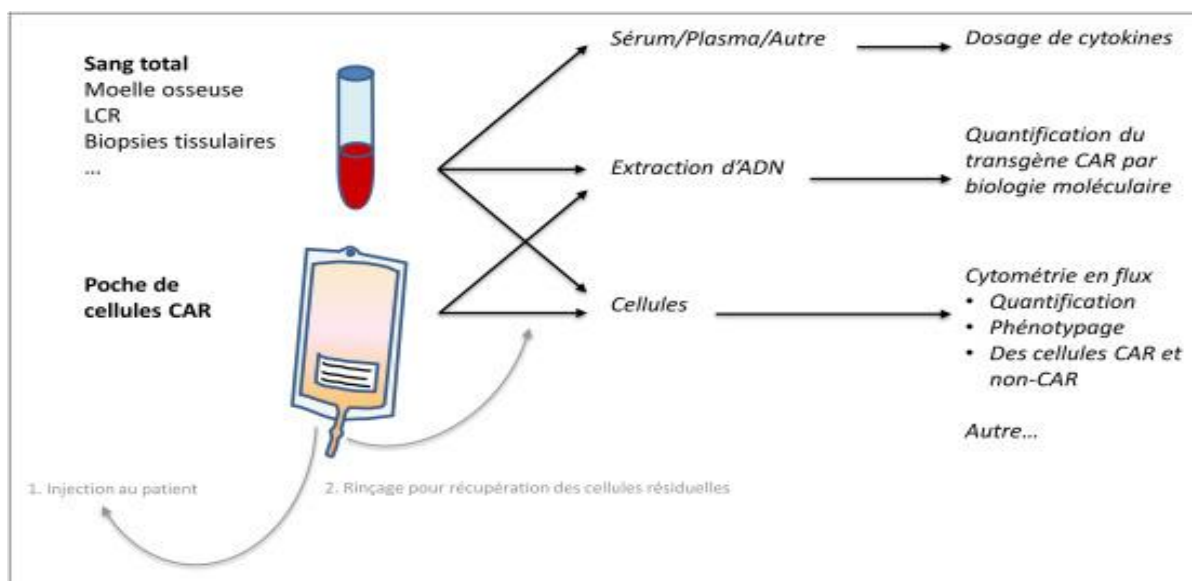 Sang total
Moelle osseuse
LCR
Biopsies tissulaires
...
Sérum/Plasma/Autre
Dosage de cytokines
Extraction d'ADN
Quantification du
transgène CAR par
biologie moléculaire
Poche de
cellules CAR
Cellules
Cytométrie en flux
• Quantification
• Phénotypage
• Des cellules CAR et
non-CAR
Autre...
1. Injection au patient
2. Rinçage pour récupération des cellules résiduelles